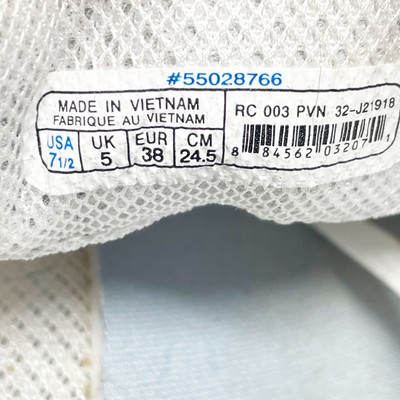 #55028766
MADE IN VIETNAM
FABRIQUE AU VIETNAM
RC 003 PVN 32-J21918
USA UK EUR CM
7 1/2 5 38 24.5
8 84562 03207 1